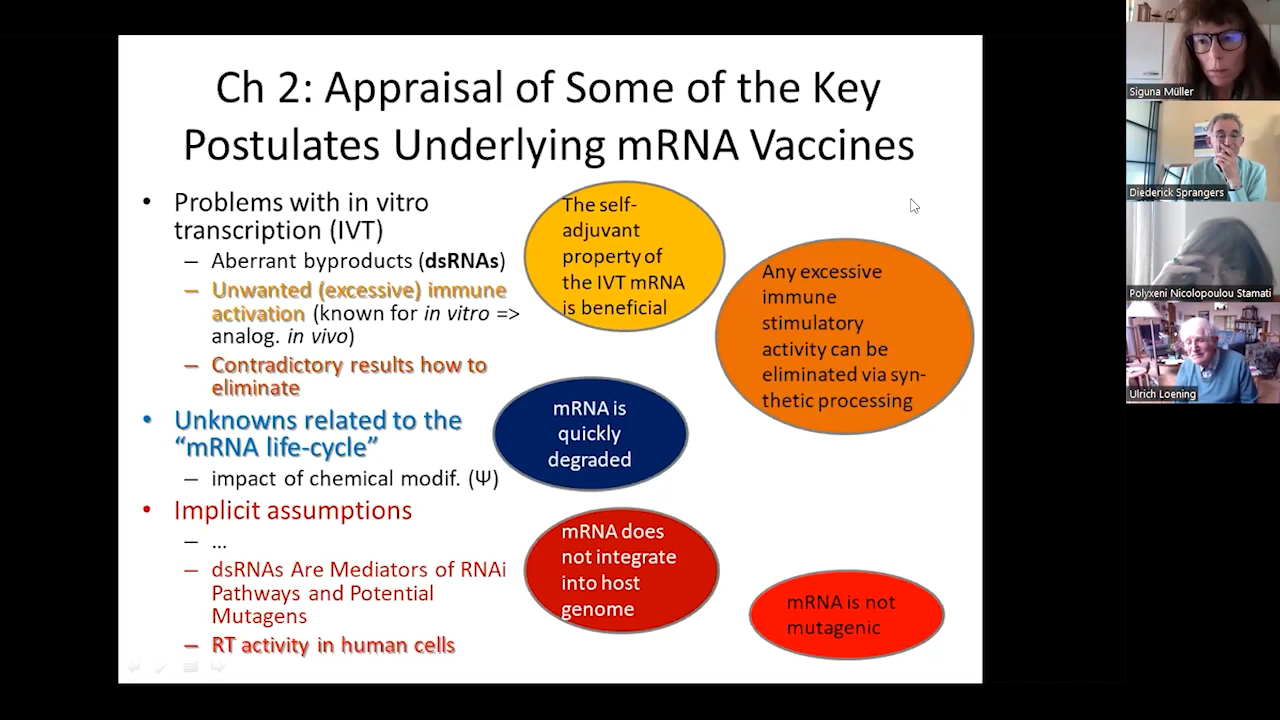 Ch 2: Appraisal of Some of the Key
Postulates Underlying mRNA Vaccines
• Problems with in vitro
transcription (IVT)
– Aberrant byproducts (dsRNAs)
– Unwanted (excessive) immune
activation (known for in vitro =>
analog. in vivo)
– Contradictory results how to
eliminate
• Unknowns related to the
“mRNA life-cycle”
– impact of chemical modif. (Ψ)
• Implicit assumptions
– ...
– dsRNAs Are Mediators of RNAi
Pathways and Potential
Mutagens
– RT activity in human cells
The self-
adjuvant
property of
the IVT mRNA
is beneficial
Any excessive
immune
stimulatory
activity can be
eliminated via syn-
thetic processing
mRNA is
quickly
degraded
mRNA does
not integrate
into host
genome
mRNA is not
mutagenic
Siguna Müller
Diederick Sprangers
Polyxeni Nicolopoulou Stamati
Ulrich Loening